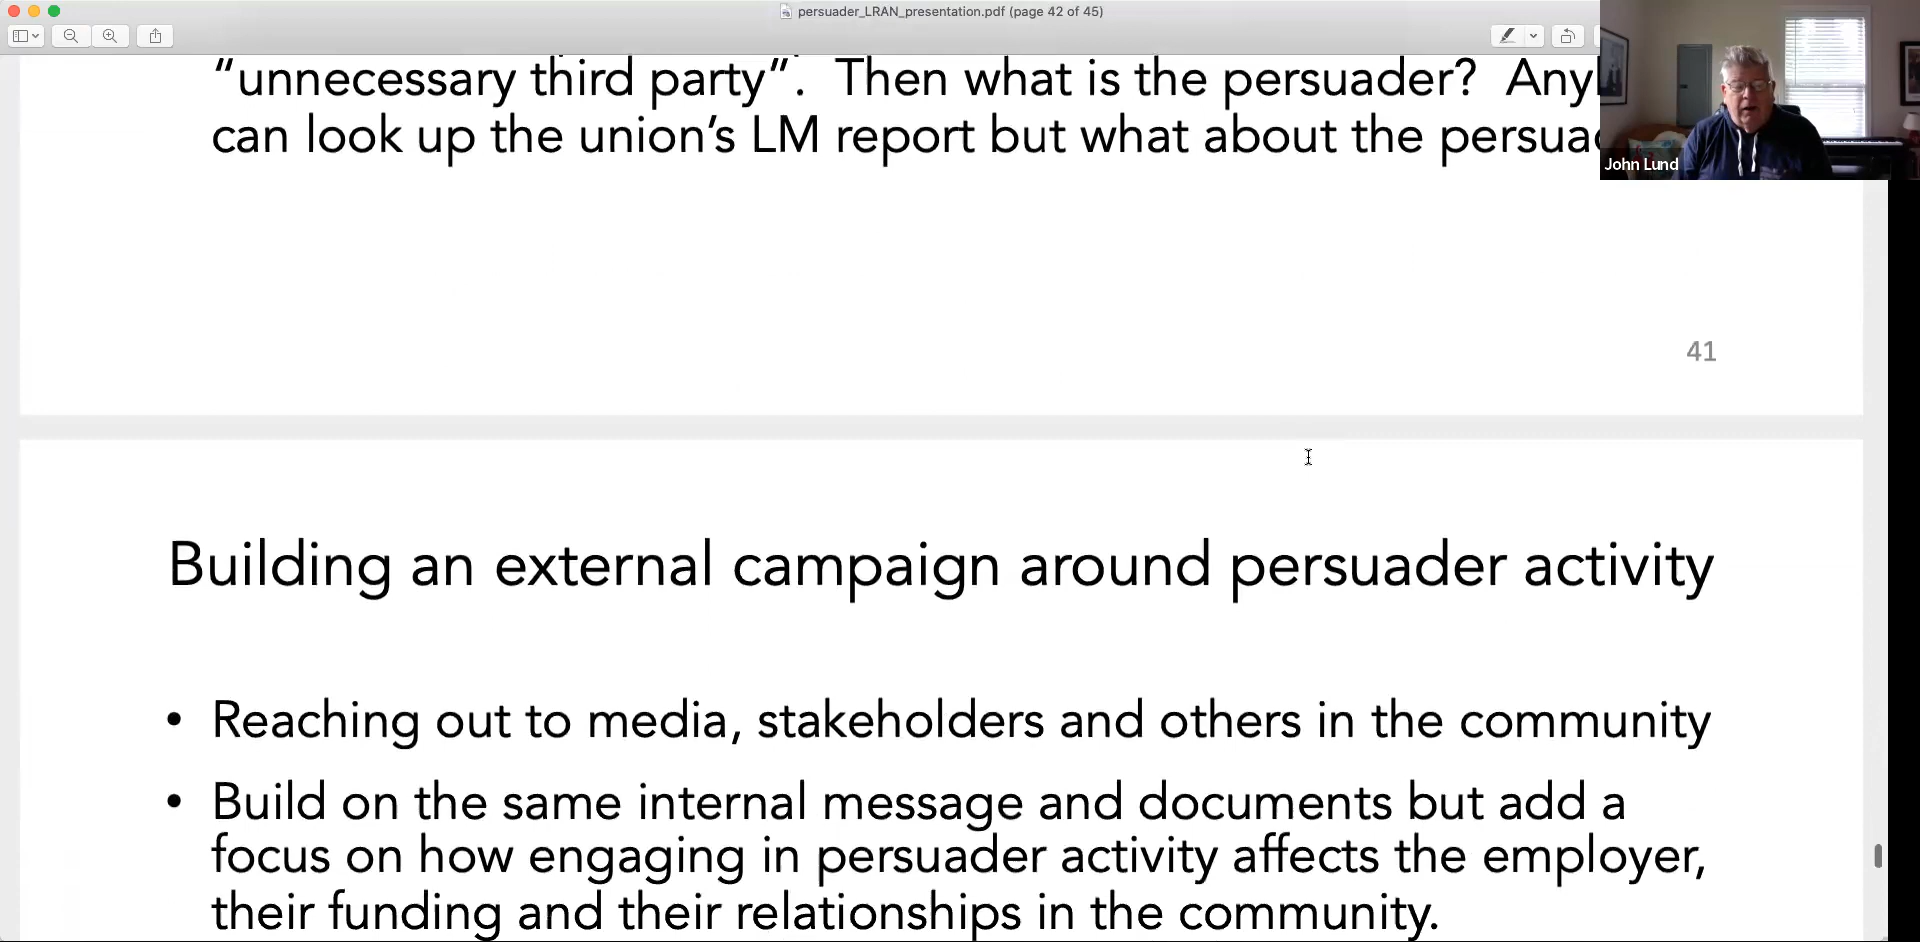 persuader_LRAN_presentation.pdf (page 42 of 45)
“unnecessary third party”. Then what is the persuader?
can look up the union’s LM report but what about the
John Lund
41
Building an external campaign around persuader activity
• Reaching out to media, stakeholders and others in the community
• Build on the same internal message and documents but add a
focus on how engaging in persuader activity affects the employer,
their funding and their relationships in the community.